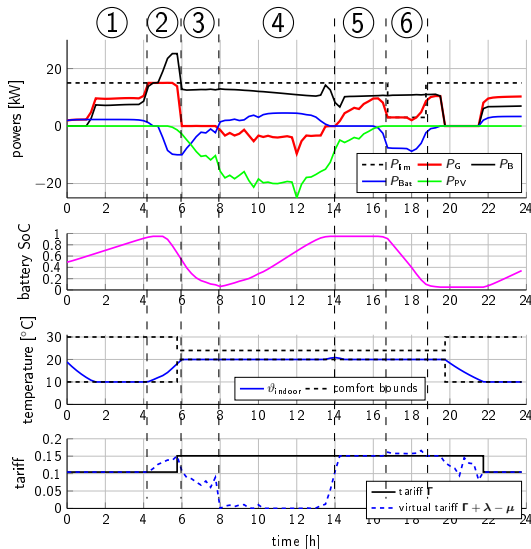 1 2 3 4 5 6
powers [kW]
20
0
−20
P_lim P_G P_B
P_Bat P_PV
0 2 4 6 8 10 12 14 16 18 20 22 24
battery SoC
1
0.8
0.6
0.4
0.2
0
0 2 4 6 8 10 12 14 16 18 20 22 24
temperature [°C]
30
20
10
0
ϑ_indoor comfort bounds
0 2 4 6 8 10 12 14 16 18 20 22 24
tariff
0.2
0.15
0.1
0.05
0
tariff Γ
virtual tariff Γ + λ − μ
0 2 4 6 8 10 12 14 16 18 20 22 24
time [h]